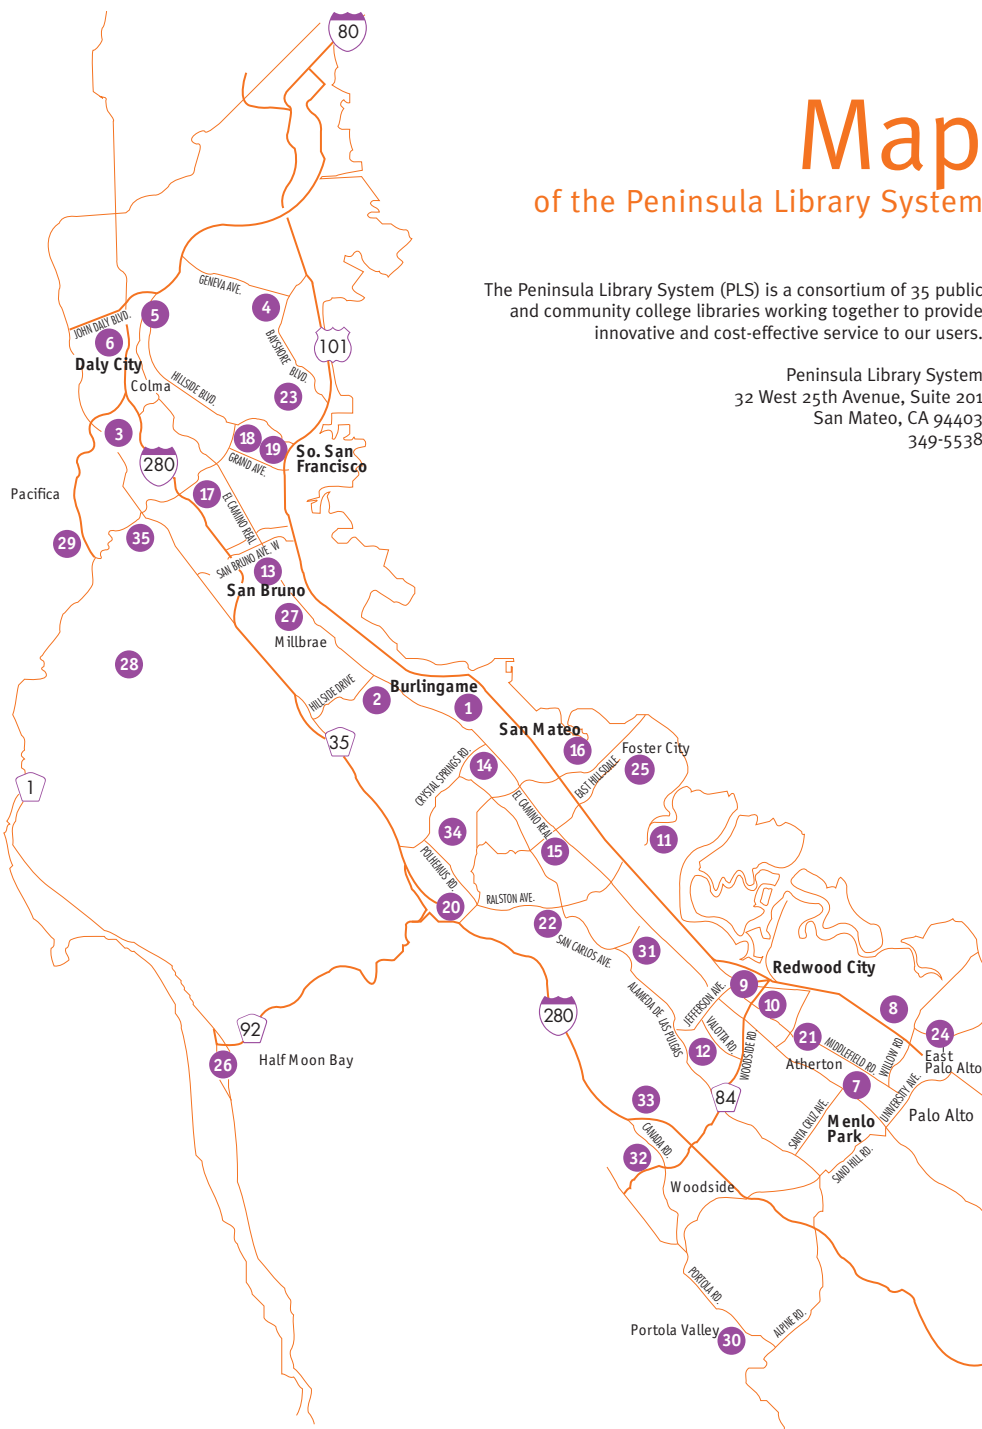 80
Map
of the Peninsula Library System
The Peninsula Library System (PLS) is a consortium of 35 public
and community college libraries working together to provide
innovative and cost-effective service to our users.
Peninsula Library System
32 West 25th Avenue, Suite 201
San Mateo, CA 94403
349-5538
GENEVA AVE.
4
5
JOHN DALY BLVD.
6
Daly City
BAYSHORE BLVD.
101
Colma
HILLSIDE BLVD.
23
3
18
19
So. San
Francisco
GRAND AVE.
280
Pacifica
17
EL CAMINO REAL
29
35
SAN BRUNO AVE. W
13
San Bruno
27
Millbrae
28
HILLSIDE DRIVE
2
Burlingame
1
San Mateo
35
16
Foster City
25
CRYSTAL SPRINGS RD.
14
EAST HILLSDALE
1
EL CAMINO REAL
34
15
11
POLHEMUS RD.
20
RALSTON AVE.
22
SAN CARLOS AVE.
31
Redwood City
9
JEFFERSON AVE.
10
8
ALAMEDA DE LAS PULGAS
280
92
VALOTTA RD.
WOODSIDE RD
21
MIDDLEFIELD RD
WILLOW RD
24
East
Palo Alto
Half Moon Bay
26
12
Atherton
7
UNIVERSITY AVE.
84
33
SANTA CRUZ AVE.
Menlo
Park
Palo Alto
CANADA RD.
32
SAND HILL RD.
Woodside
PORTOLA RD.
ALPINE RD.
Portola Valley
30